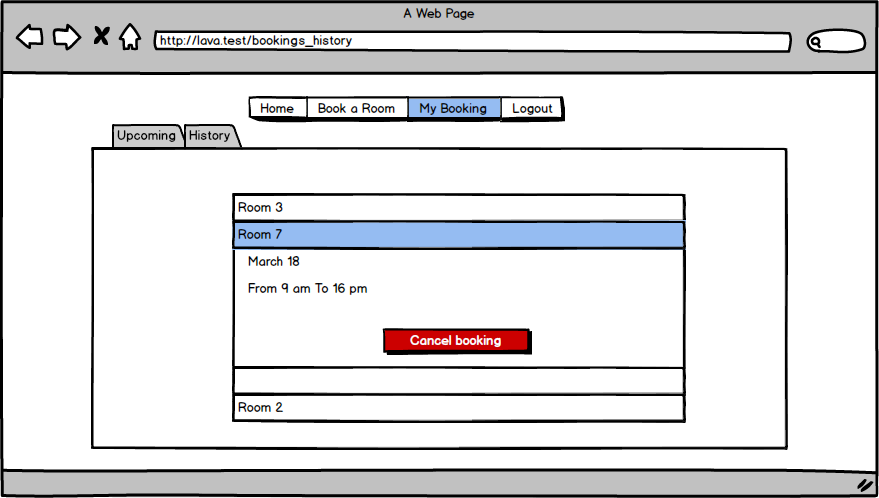 A Web Page
http://lava.test/bookings_history
Home Book a Room My Booking Logout
Upcoming History
Room 3
Room 7
March 18
From 9 am To 16 pm
Cancel booking
Room 2